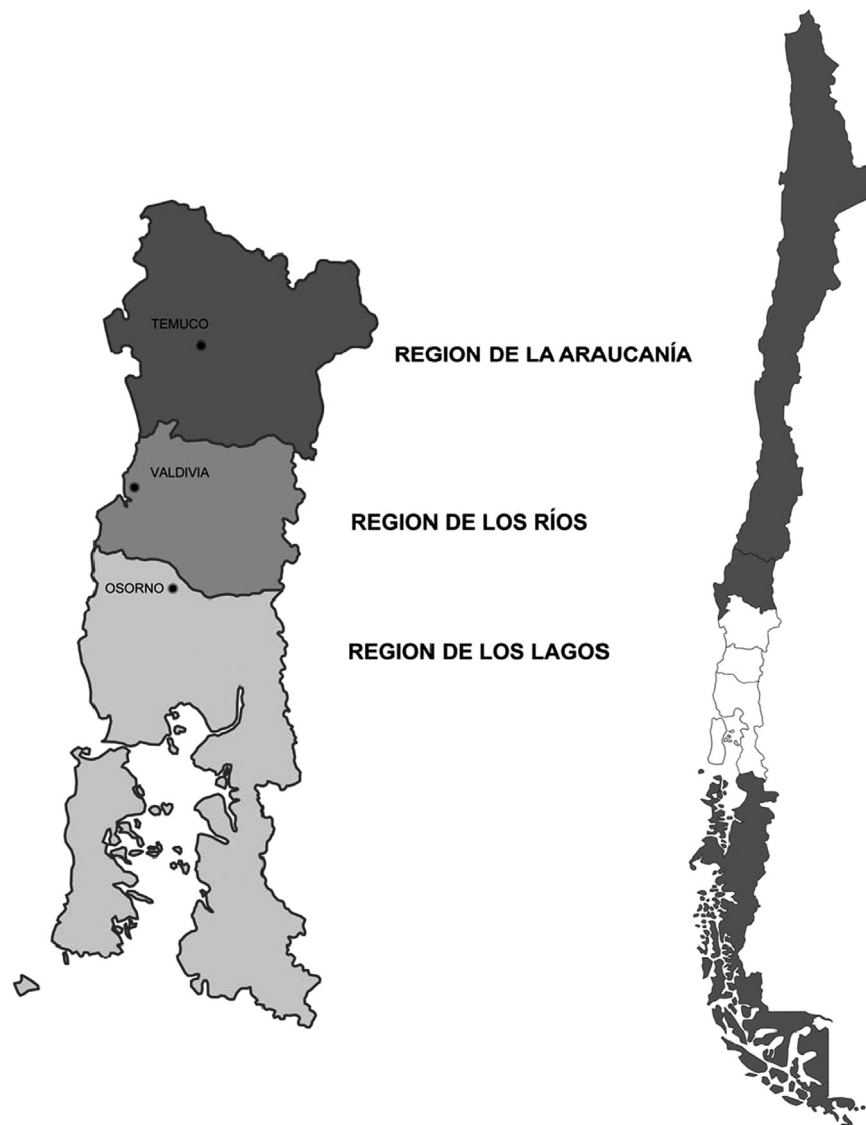 TEMUCO
REGION DE LA ARAUCANÍA
VALDIVIA
REGION DE LOS RÍOS
OSORNO
REGION DE LOS LAGOS